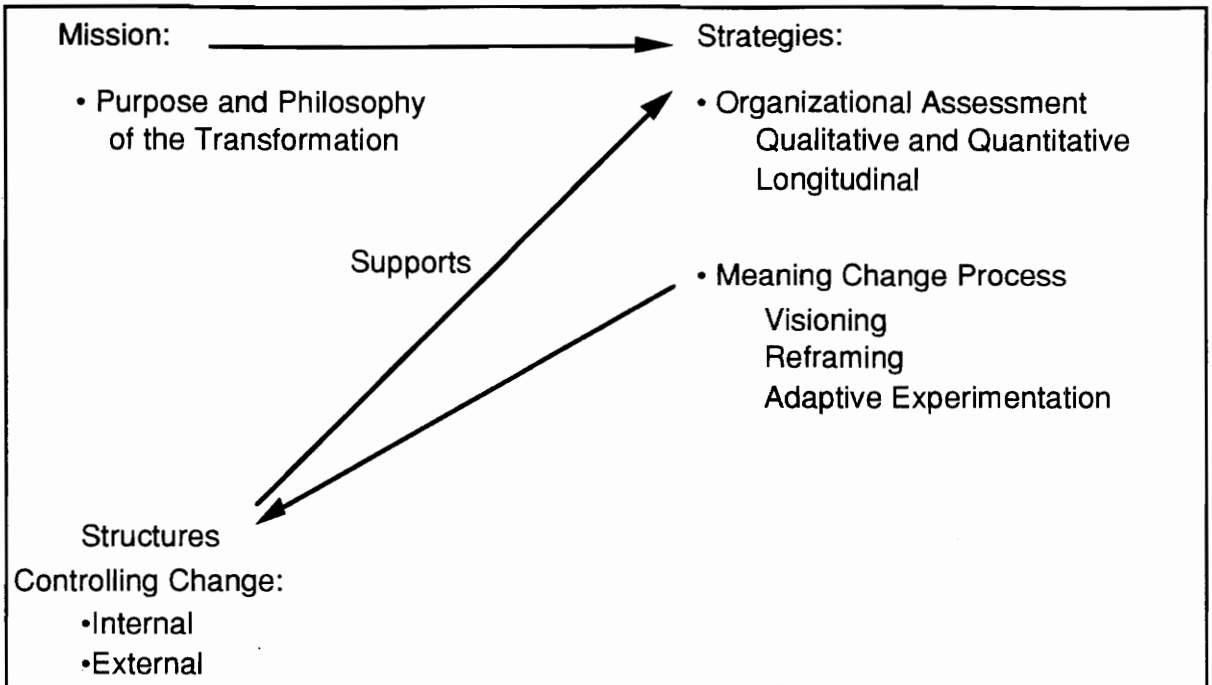 Mission:
• Purpose and Philosophy
of the Transformation
Strategies:
• Organizational Assessment
Qualitative and Quantitative
Longitudinal
Supports
• Meaning Change Process
Visioning
Reframing
Adaptive Experimentation
Structures
Controlling Change:
•Internal
•External